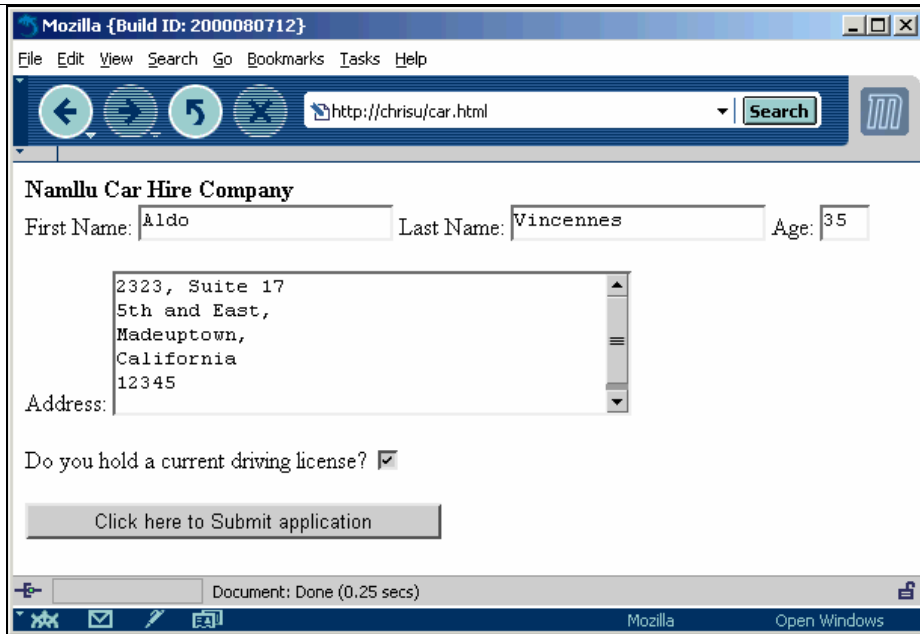 Mozilla {Build ID: 2000080712}
File Edit View Search Go Bookmarks Tasks Help
http://chrisu/car.html Search
Namllu Car Hire Company
First Name: Aldo Last Name: Vincennes Age: 35
2323, Suite 17
5th and East,
Madeuptown,
California
12345
Address:
Do you hold a current driving license?
Click here to Submit application
Document: Done (0.25 secs)
Mozilla Open Windows